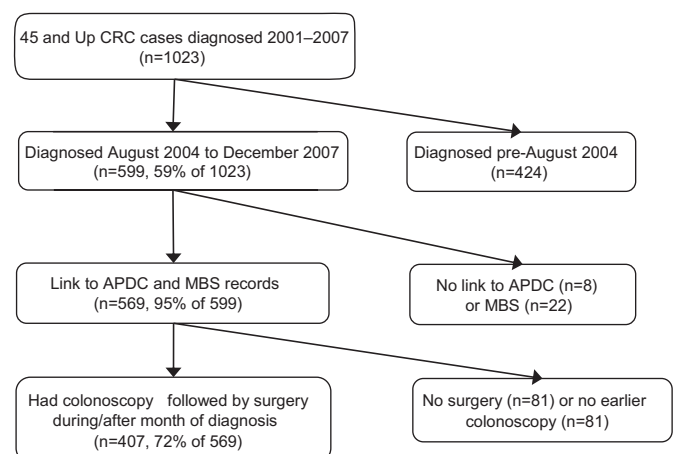 45 and Up CRC cases diagnosed 2001–2007
(n=1023)
Diagnosed August 2004 to December 2007
(n=599, 59% of 1023)
Diagnosed pre-August 2004
(n=424)
Link to APDC and MBS records
(n=569, 95% of 599)
No link to APDC (n=8)
or MBS (n=22)
Had colonoscopy followed by surgery
during/after month of diagnosis
(n=407, 72% of 569)
No surgery (n=81) or no earlier
colonoscopy (n=81)